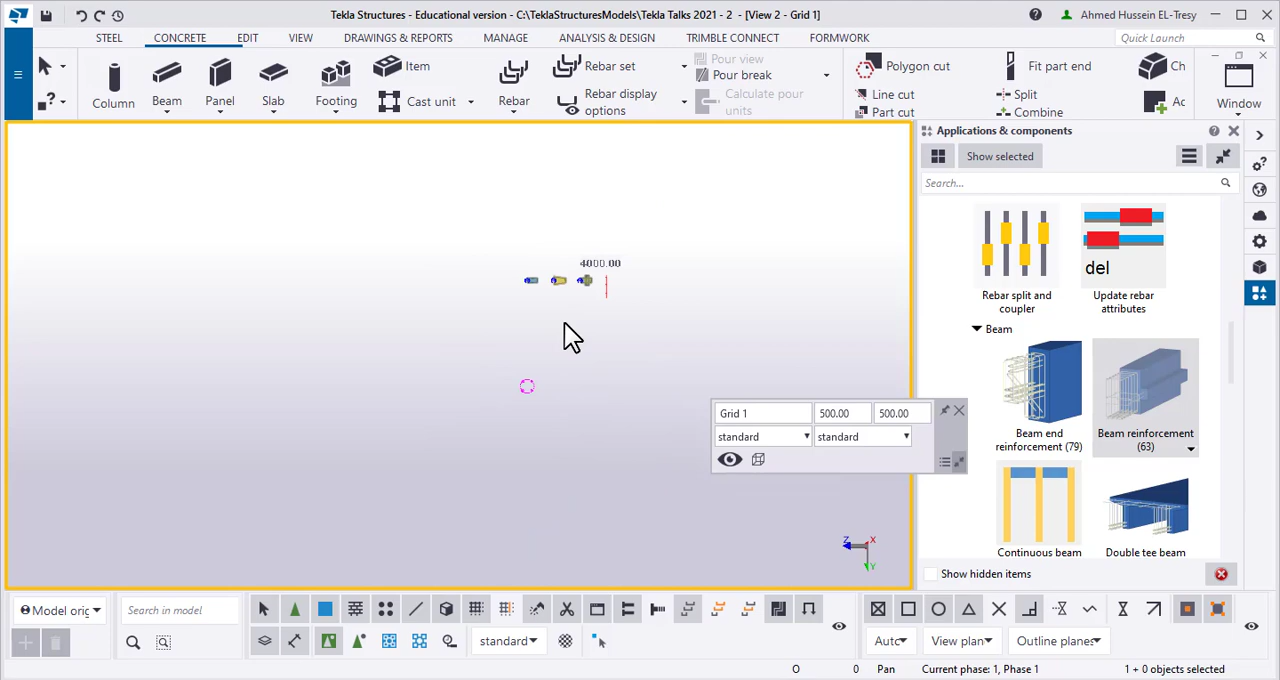 Tekla Structures - Educational version - C:\TeklaStructuresModels\Tekla Talks 2021 - 2 - [View 2 - Grid 1]
Ahmed Hussein EL-Tresy
STEEL CONCRETE EDIT VIEW DRAWINGS & REPORTS MANAGE ANALYSIS & DESIGN TRIMBLE CONNECT FORMWORK
Quick Launch
Column
Beam
Panel
Slab
Footing
Item
Cast unit
Rebar
Rebar set
Rebar display
options
Pour view
Pour break
Calculate pour
units
Polygon cut
Line cut
Part cut
Fit part end
Split
Combine
Ch
Ac
Window
Applications & components
Show selected
Search...
Rebar split and
coupler
del
Update rebar
attributes
Beam
Beam end
reinforcement (79)
Beam reinforcement
(63)
Continuous beam
Double tee beam
Show hidden items
4000.00
Grid 1 500.00 500.00
standard standard
Z X
Y
Model orig
Search in model
standard
Auto
View plan
Outline planes
O 0 Pan Current phase: 1, Phase 1 1 + 0 objects selected